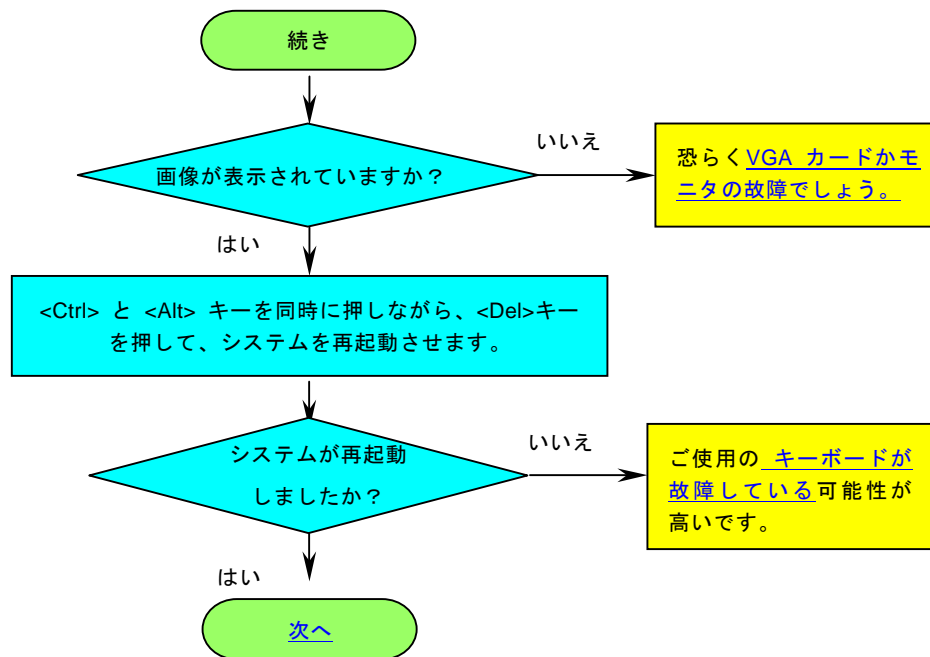 続き
画像が表示されていますか？
いいえ
恐らくVGA カードかモ
ニタの故障でしょう。
はい
<Ctrl> と <Alt> キーを同時に押しながら、<Del>キー
を押して、システムを再起動させます。
システムが再起動
しましたか？
いいえ
ご使用の キーボードが
故障している可能性が
高いです。
はい
次へ